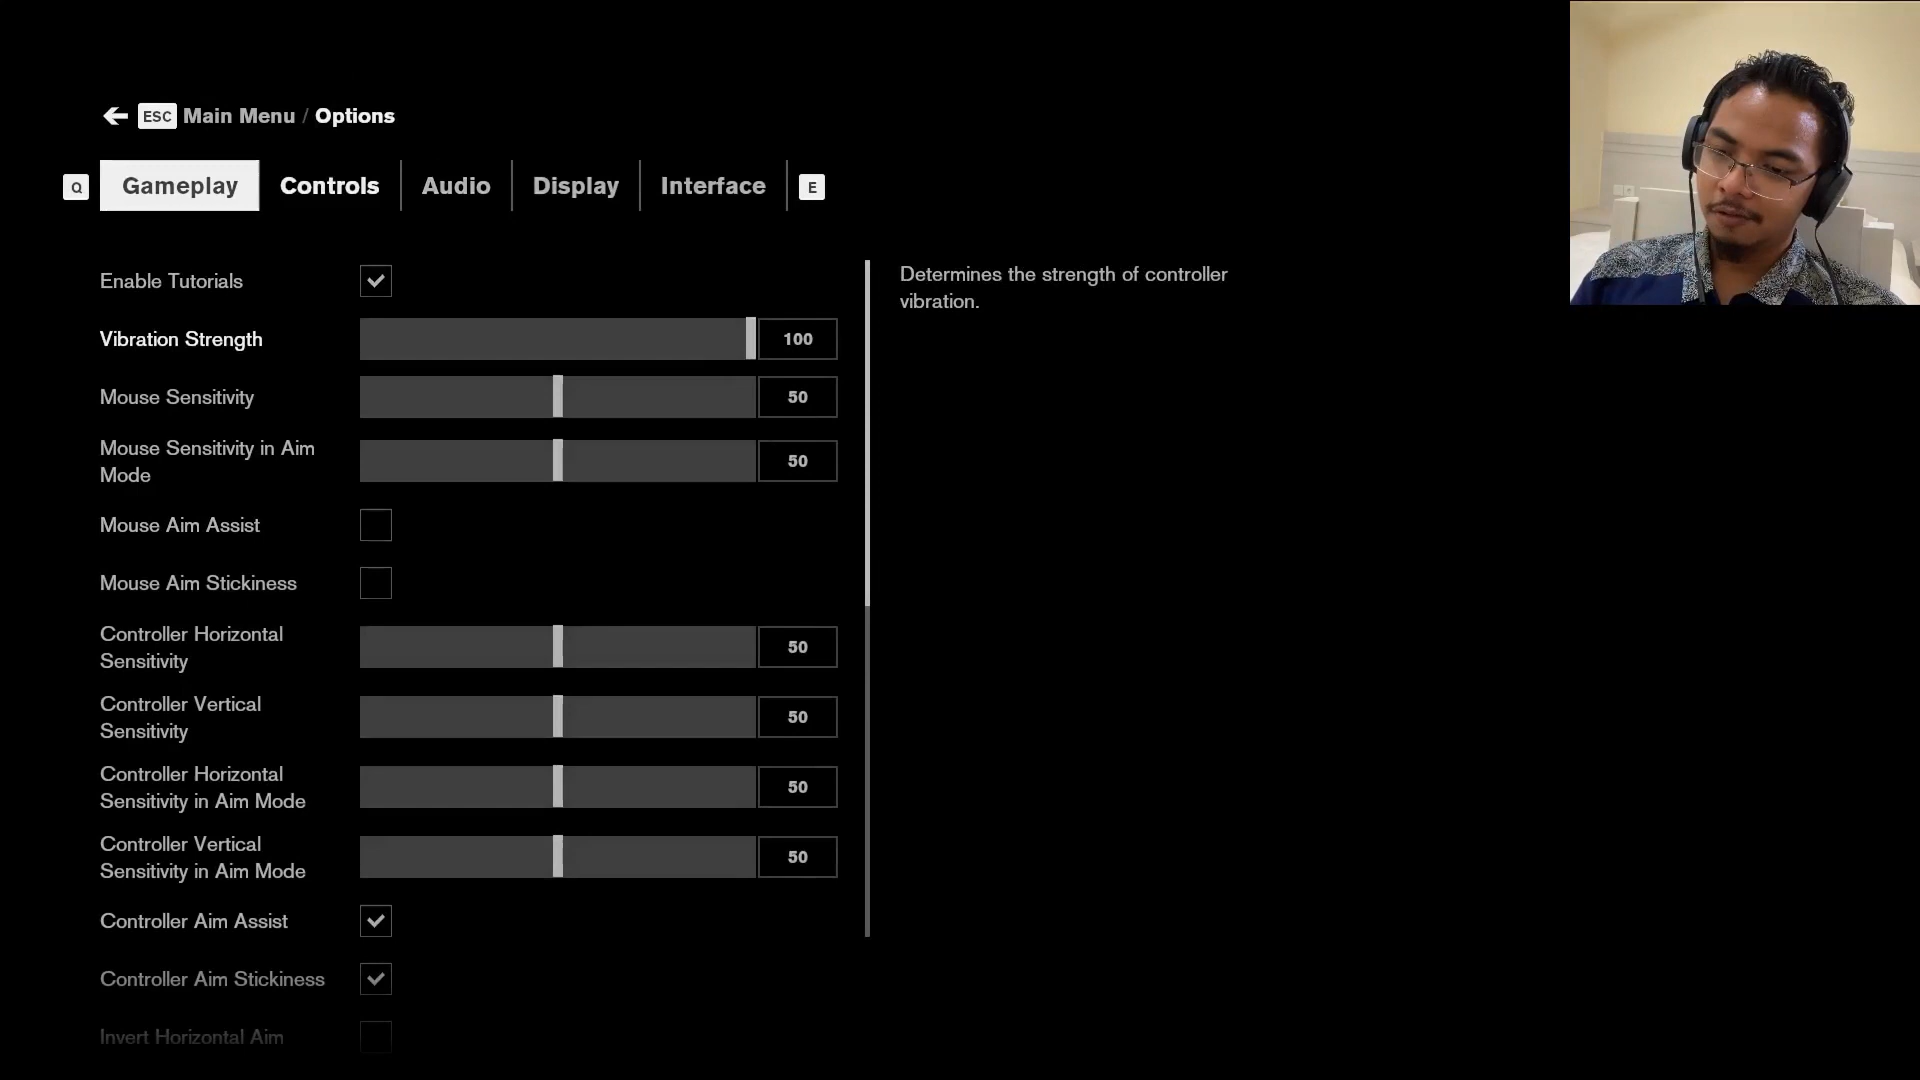 ESC Main Menu / Options
Q Gameplay Controls Audio Display Interface E
Enable Tutorials
Determines the strength of controller
vibration.
Vibration Strength 100
Mouse Sensitivity 50
Mouse Sensitivity in Aim
Mode 50
Mouse Aim Assist
Mouse Aim Stickiness
Controller Horizontal
Sensitivity 50
Controller Vertical
Sensitivity 50
Controller Horizontal
Sensitivity in Aim Mode 50
Controller Vertical
Sensitivity in Aim Mode 50
Controller Aim Assist
Controller Aim Stickiness
Invert Horizontal Aim